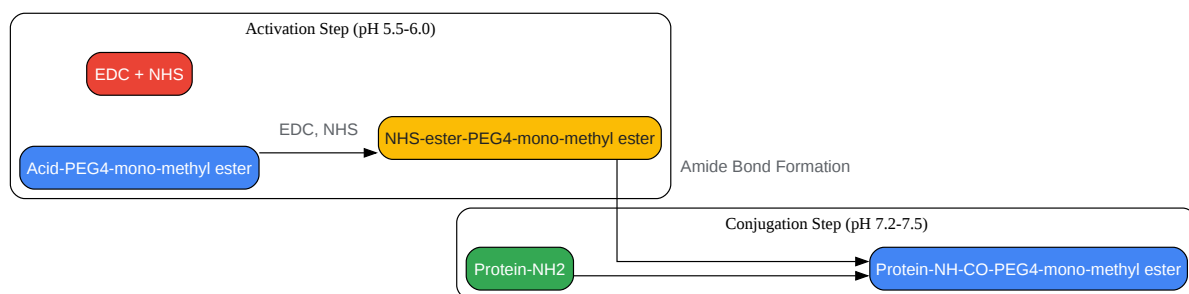 Activation Step (pH 5.5-6.0)
EDC + NHS
EDC, NHS
NHS-ester-PEG4-mono-methyl ester
Acid-PEG4-mono-methyl ester
Amide Bond Formation
Conjugation Step (pH 7.2-7.5)
Protein-NH2
Protein-NH-CO-PEG4-mono-methyl ester